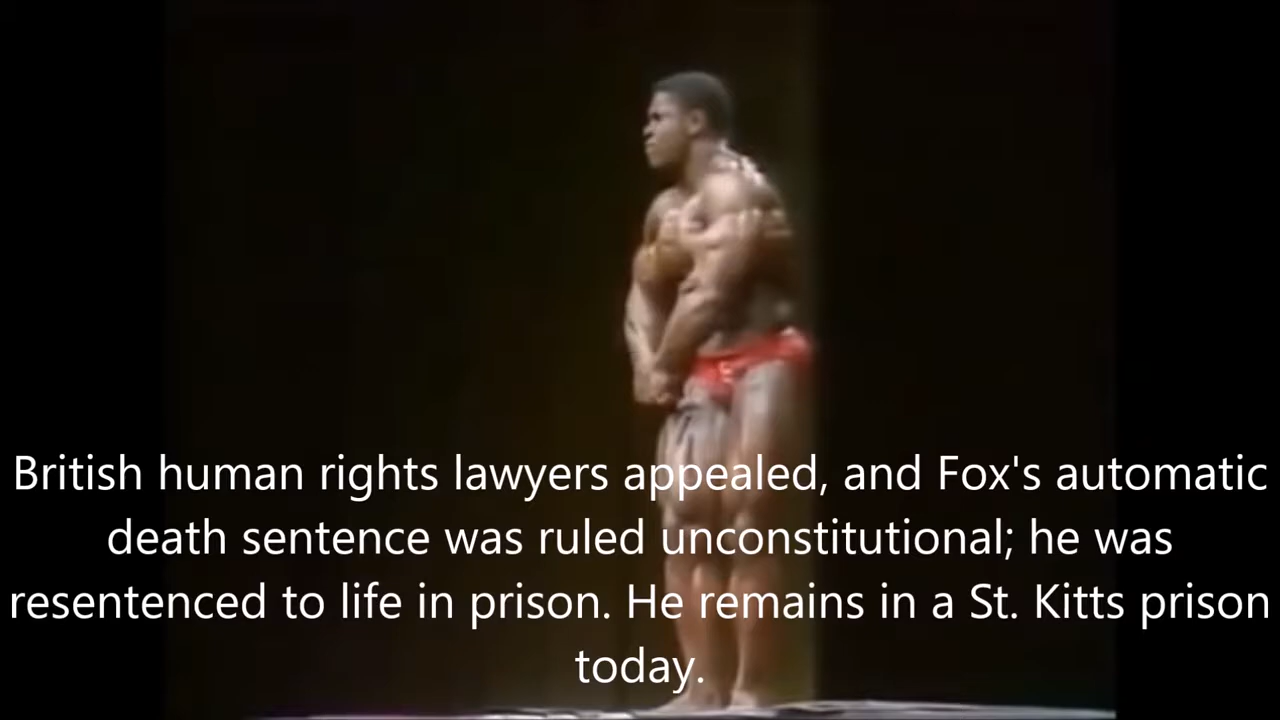 British human rights lawyers appealed, and Fox's automatic
death sentence was ruled unconstitutional; he was
resentenced to life in prison. He remains in a St. Kitts prison
today.